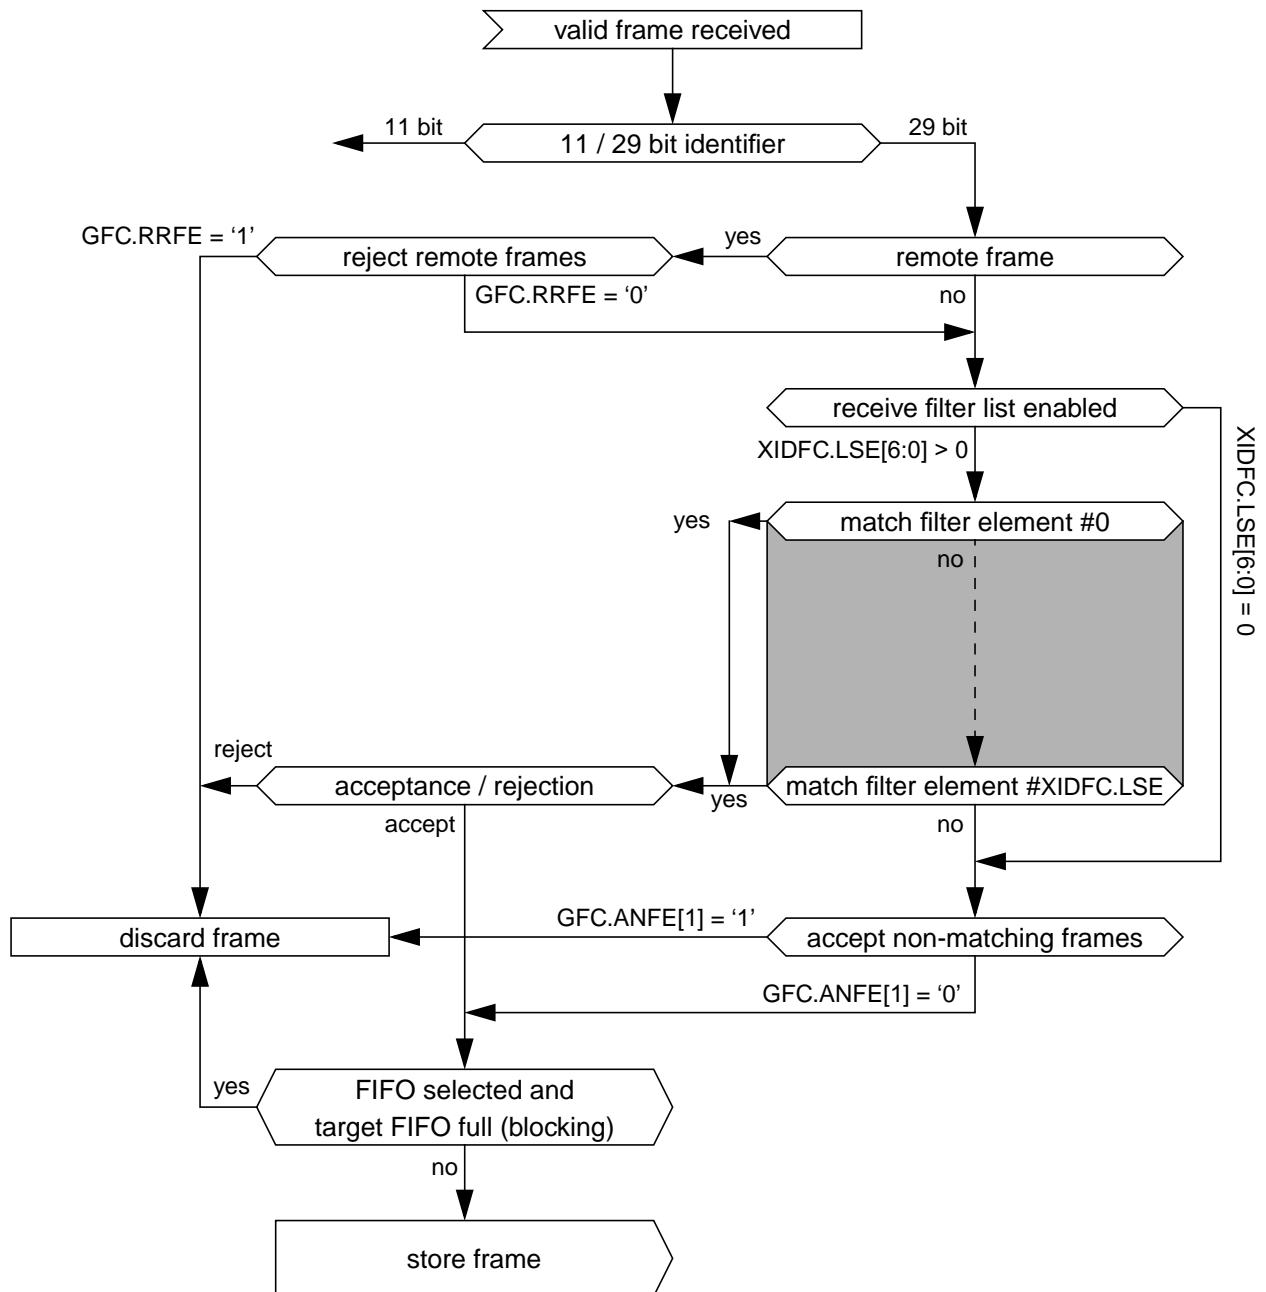 valid frame received
11 bit
11 / 29 bit identifier
29 bit
GFC.RRFE = ‘1’
reject remote frames
yes
remote frame
GFC.RRFE = ‘0’
no
receive filter list enabled
XIDFC.LSE[6:0] > 0
XIDFC.LSE[6:0] = 0
yes
match filter element #0
no
reject
acceptance / rejection
yes
match filter element #XIDFC.LSE
accept
no
discard frame
GFC.ANFE[1] = ‘1’
accept non-matching frames
GFC.ANFE[1] = ‘0’
yes
FIFO selected and
target FIFO full (blocking)
no
store frame